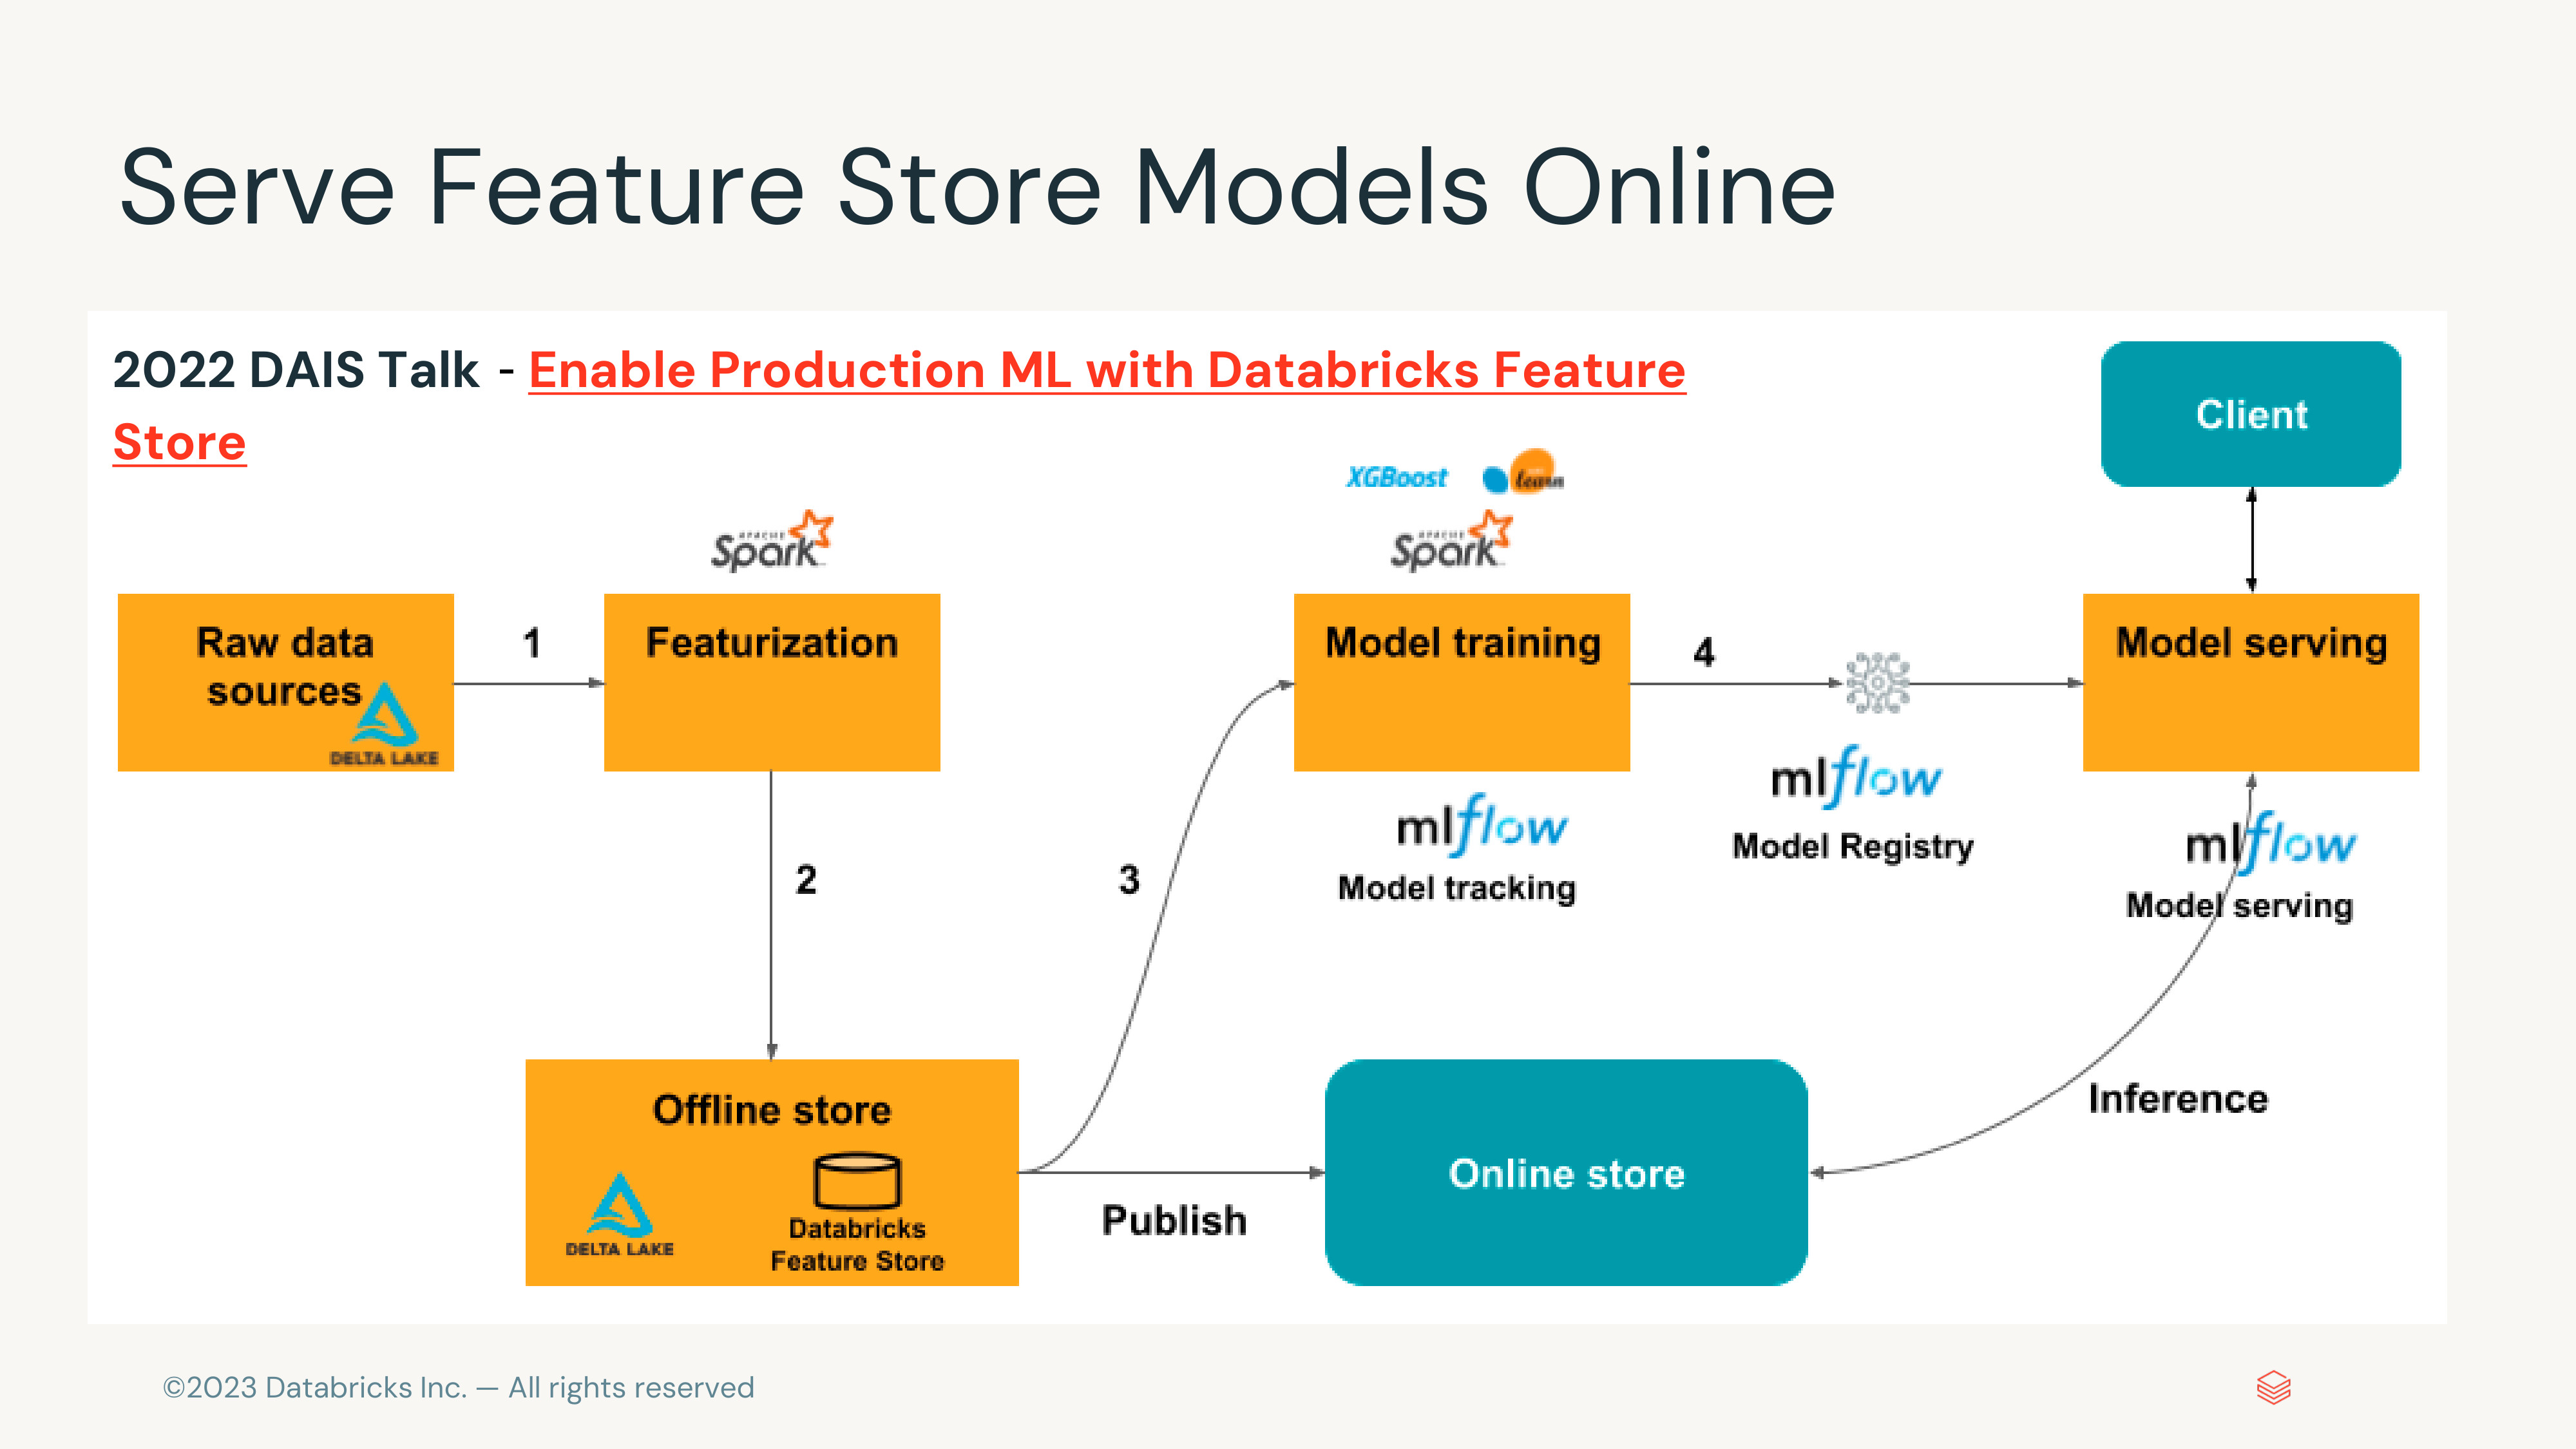 Serve Feature Store Models Online
2022 DAIS Talk - Enable Production ML with Databricks Feature
Store
Client
XGBoost
learn
APACHE
Spark
APACHE
Spark
Raw data
sources
DELTA LAKE
1
Featurization
Model training
4
Model serving
mlflow
Model Registry
mlflow
Model tracking
mlflow
Model serving
2
3
Offline store
DELTA LAKE
Databricks
Feature Store
Publish
Online store
Inference
©2023 Databricks Inc. — All rights reserved